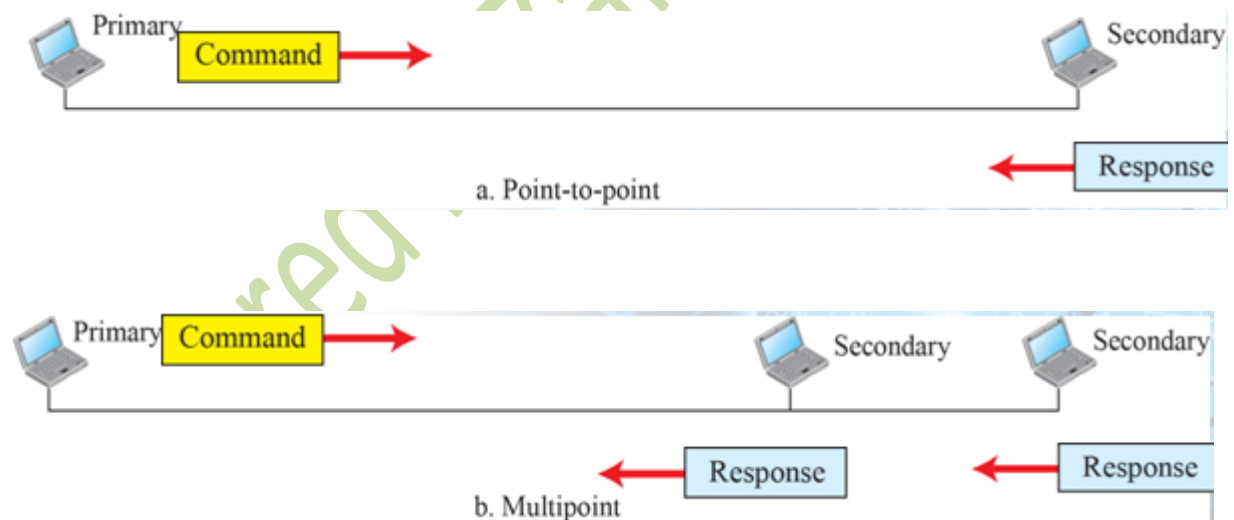 Primary
Command
Secondary
Response
a. Point-to-point
Primary
Command
Secondary
Secondary
Response
Response
b. Multipoint